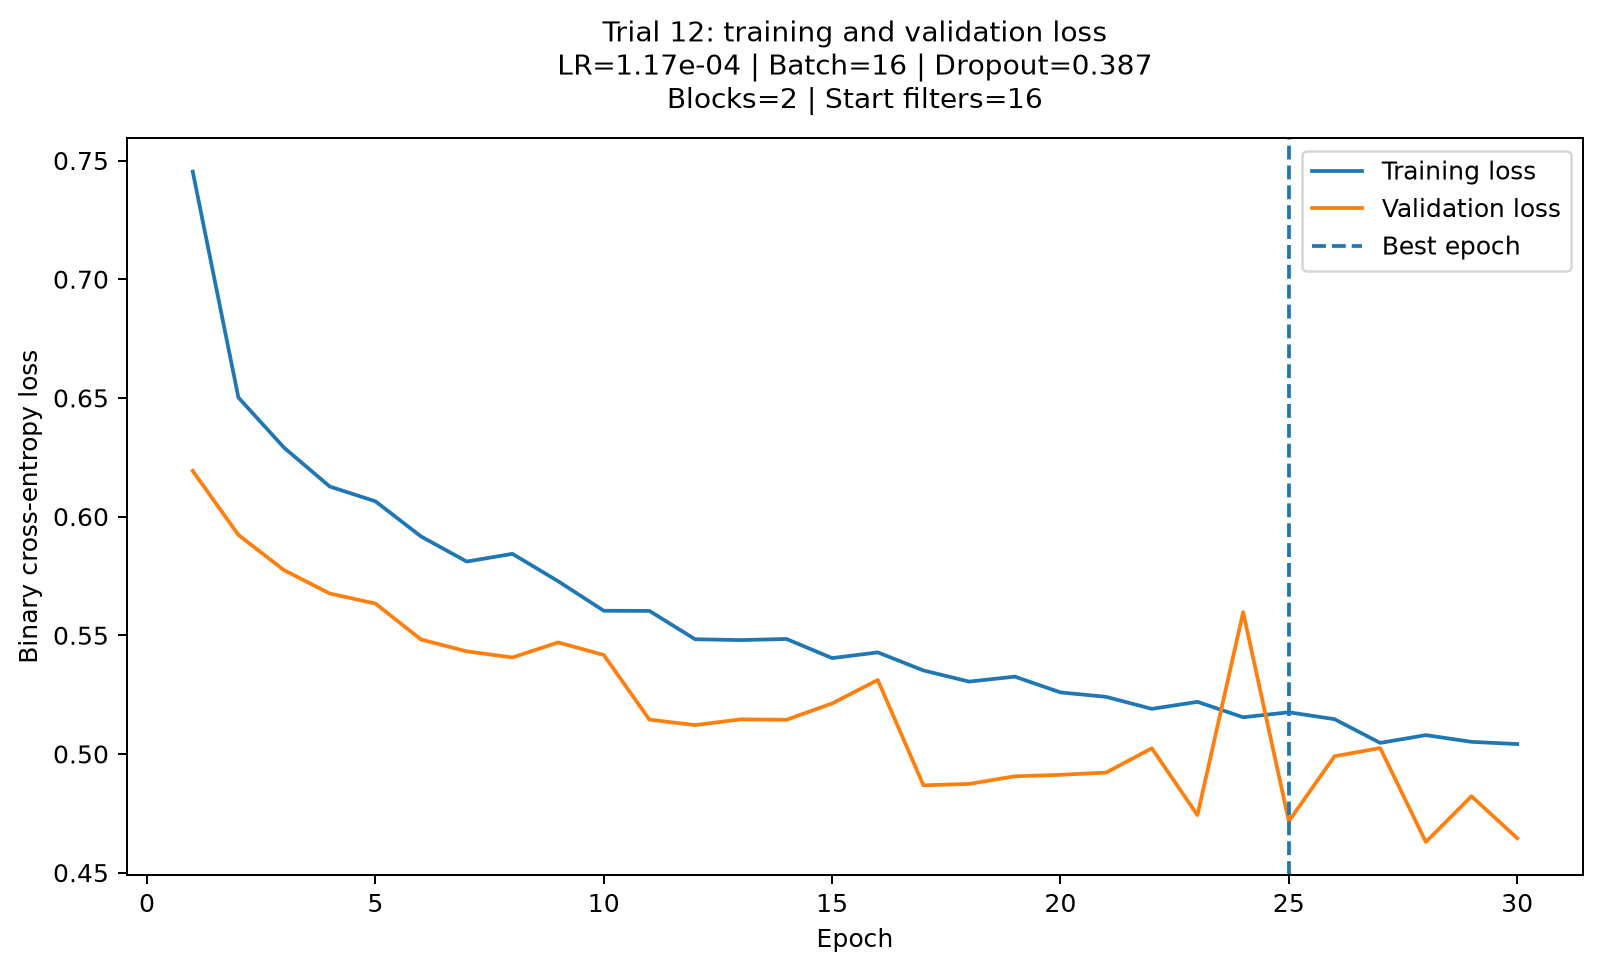 Trial 12: training and validation loss
LR=1.17e-04 | Batch=16 | Dropout=0.387
Blocks=2 | Start filters=16
Training loss
Validation loss
Best epoch
Binary cross-entropy loss
0.75
0.70
0.65
0.60
0.55
0.50
0.45
0
5
10
15
20
25
30
Epoch